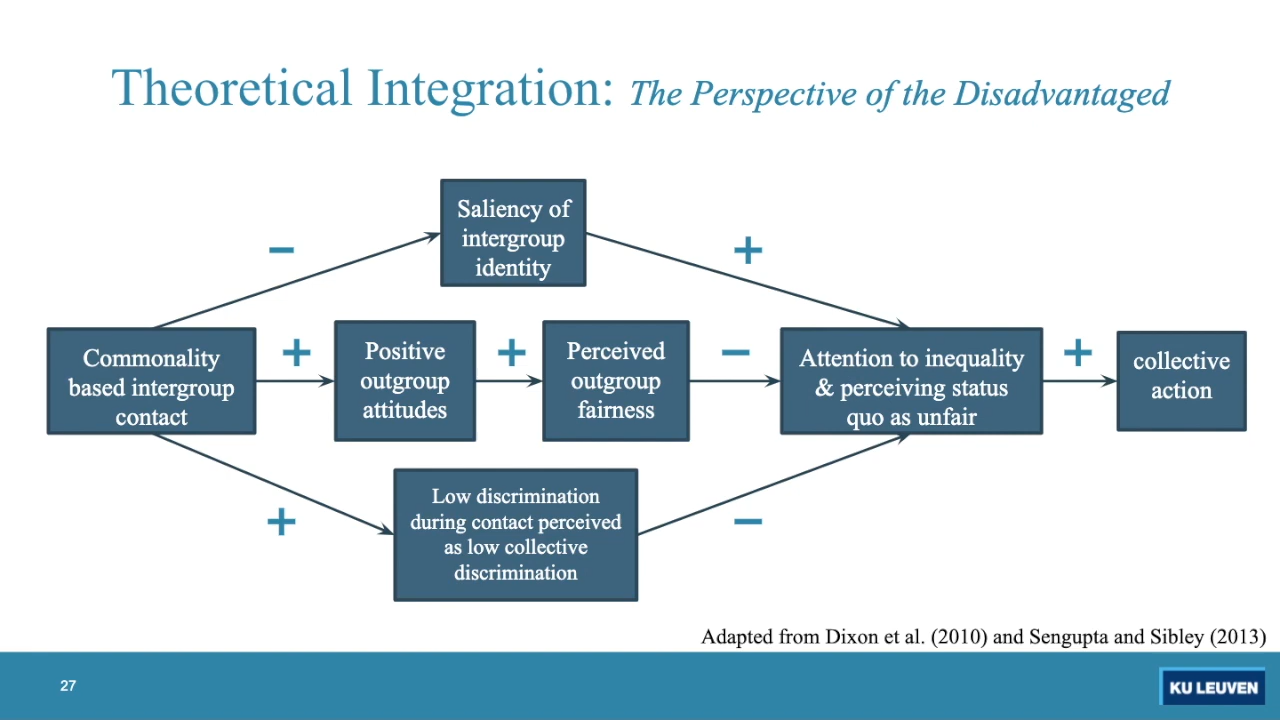 Theoretical Integration: The Perspective of the Disadvantaged
Saliency of
intergroup
identity
−
+
Commonality
based intergroup
contact
+
Positive
outgroup
attitudes
+
Perceived
outgroup
fairness
−
Attention to inequality
& perceiving status
quo as unfair
+
collective
action
+
Low discrimination
during contact perceived
as low collective
discrimination
−
Adapted from Dixon et al. (2010) and Sengupta and Sibley (2013)
27
KU LEUVEN